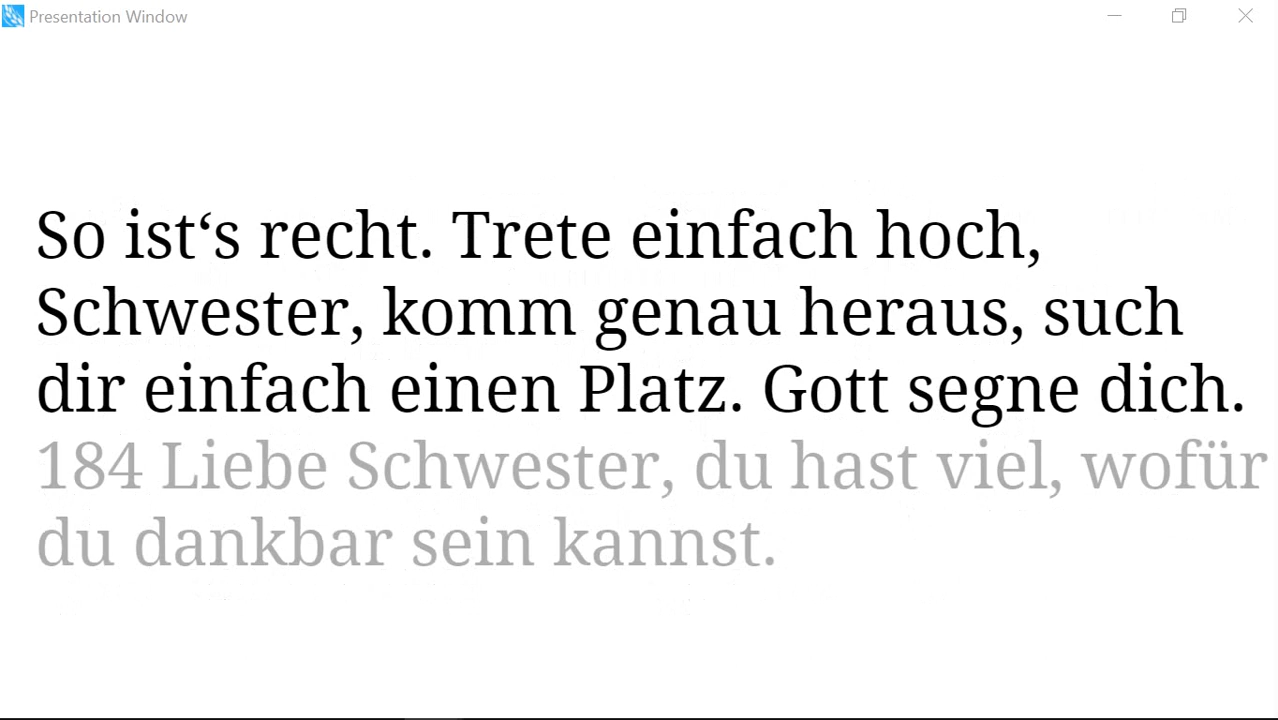 Presentation Window
So ist‘s recht. Trete einfach hoch,
Schwester, komm genau heraus, such
dir einfach einen Platz. Gott segne dich.
184 Liebe Schwester, du hast viel, wofür
du dankbar sein kannst.